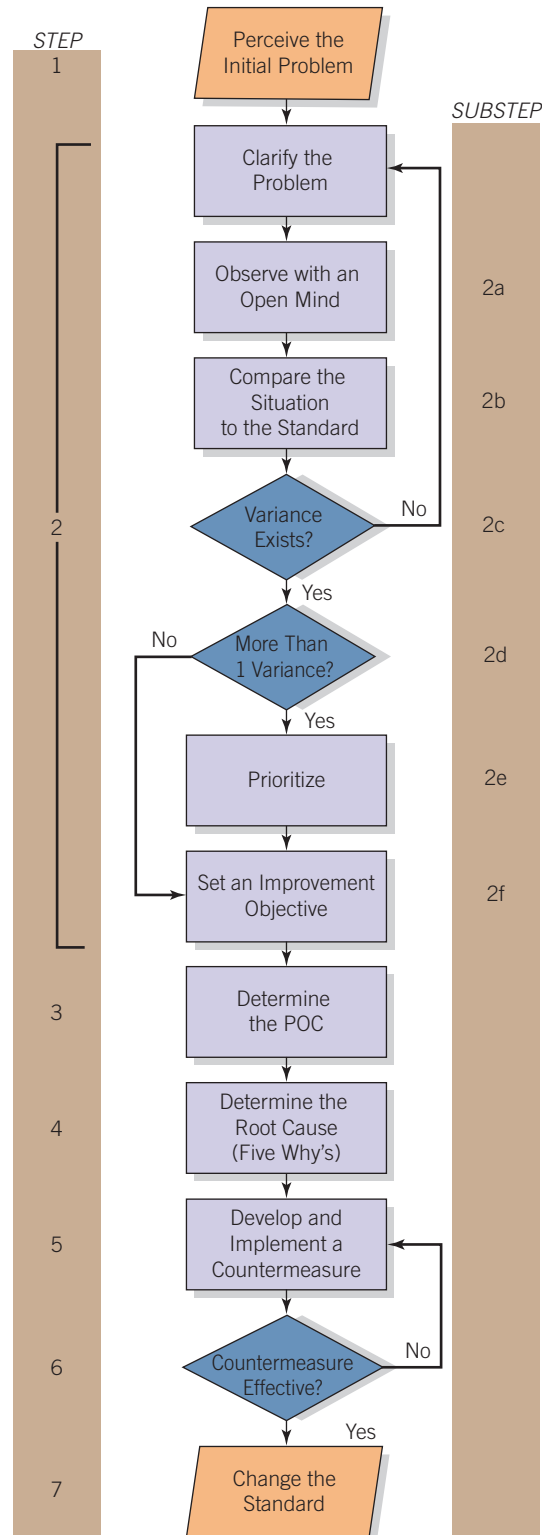 STEP
1
Perceive the
Initial Problem
SUBSTEP
Clarify the
Problem
Observe with an
Open Mind
2a
Compare the
Situation
to the Standard
2b
2
Variance
Exists?
No
2c
Yes
No
More Than
1 Variance?
2d
Yes
Prioritize
2e
Set an Improvement
Objective
2f
3
Determine
the POC
4
Determine the
Root Cause
(Five Why's)
5
Develop and
Implement a
Countermeasure
6
Countermeasure
Effective?
No
Yes
7
Change the
Standard